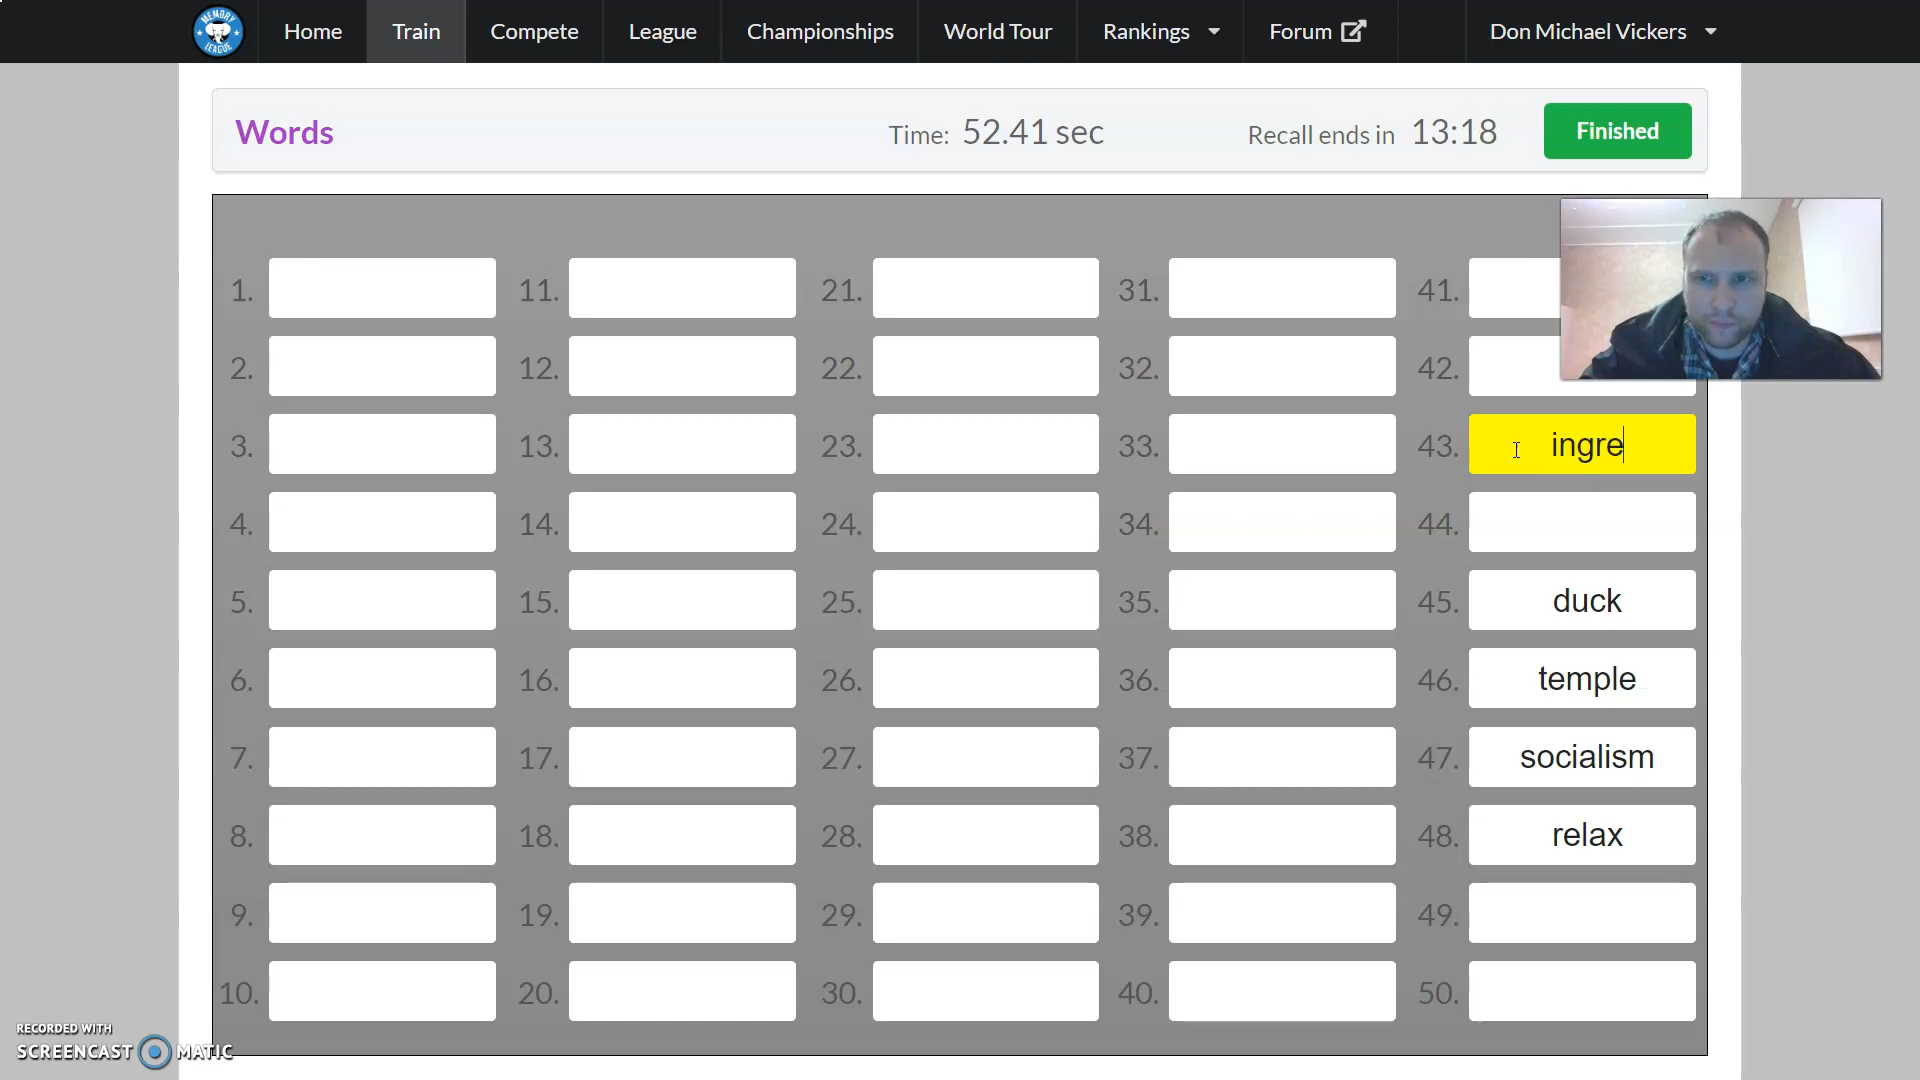 MEMORY LEAGUE
Home Train Compete League Championships World Tour Rankings Forum Don Michael Vickers
Words Time: 52.41 sec Recall ends in 13:18 Finished
1. 11. 21. 31. 41.
2. 12. 22. 32. 42.
3. 13. 23. 33. 43. ingre
4. 14. 24. 34. 44.
5. 15. 25. 35. 45. duck
6. 16. 26. 36. 46. temple
7. 17. 27. 37. 47. socialism
8. 18. 28. 38. 48. relax
9. 19. 29. 39. 49.
10. 20. 30. 40. 50.
RECORDED WITH
SCREENCAST MATIC